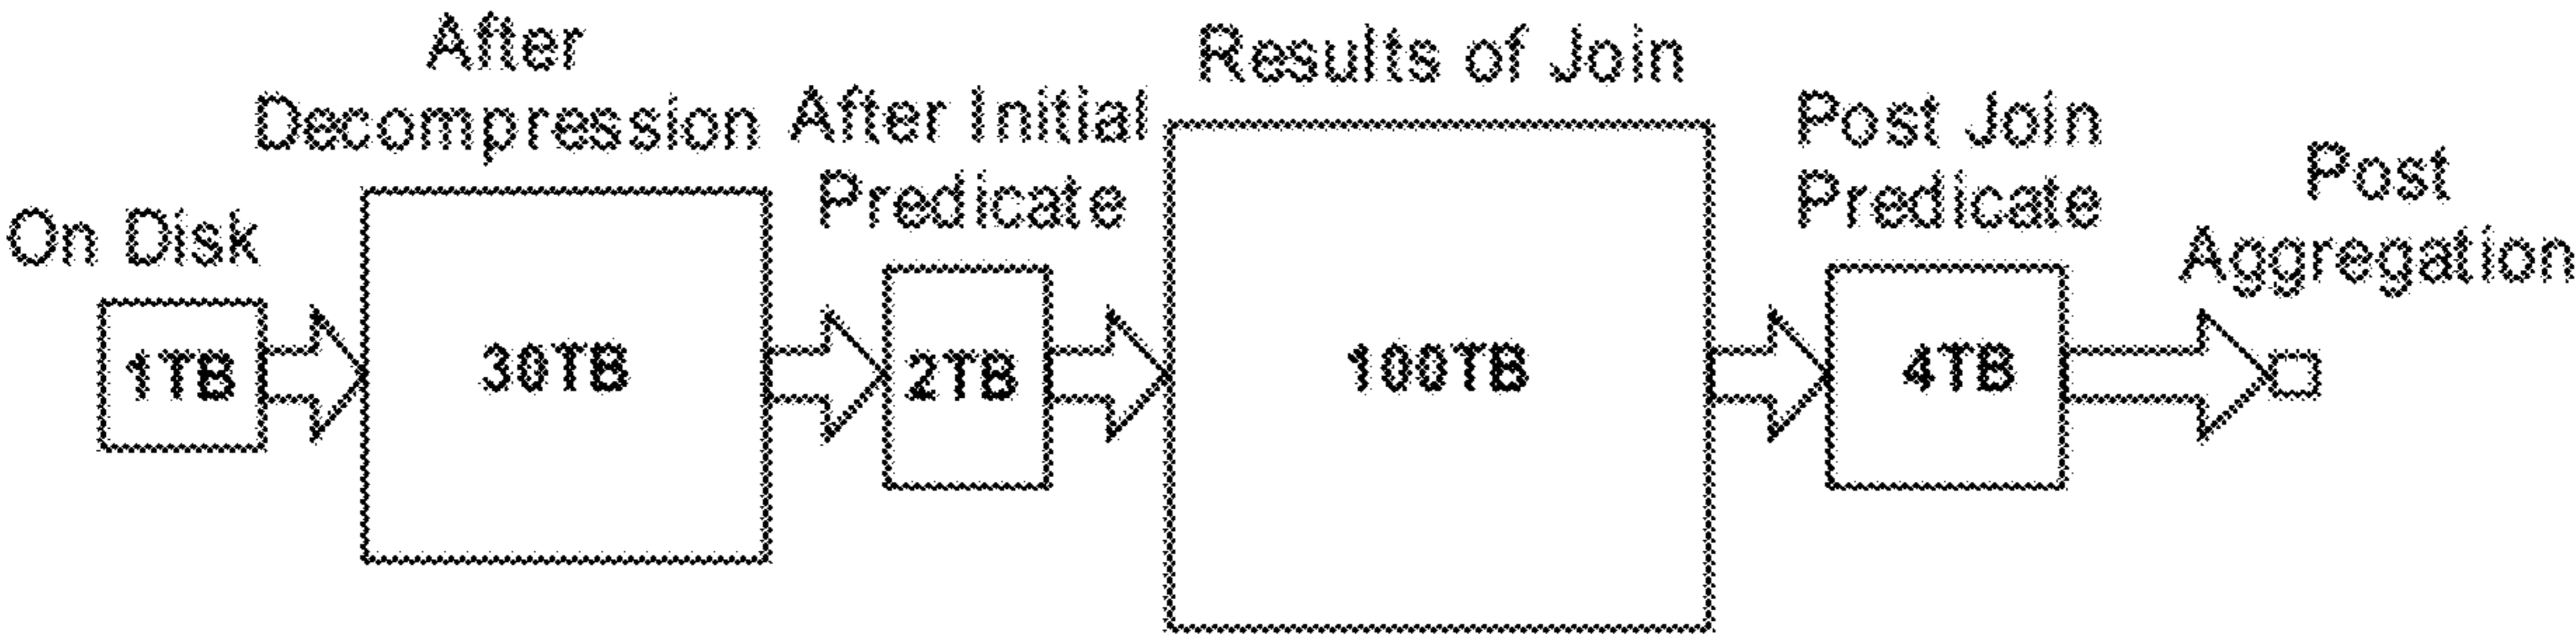 On Disk
1TB
After
Decompression
30TB
After Initial
Predicate
2TB
Results of Join
100TB
Post Join
Predicate
4TB
Post
Aggregation